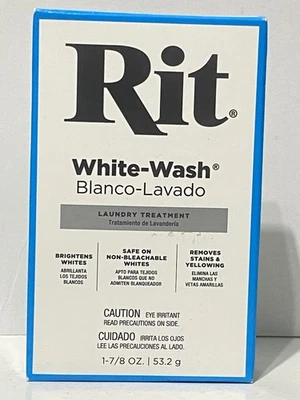 Rit®
White-Wash®
Blanco-Lavado
LAUNDRY TREATMENT
Tratamiento de Lavandería
BRIGHTENS
WHITES
ABRILLANTA
LOS TEJIDOS
BLANCOS
SAFE ON
NON-BLEACHABLE
WHITES
APTO PARA TEJIDOS
BLANCOS QUE NO
ADMITEN BLANQUEADOR
REMOVES
STAINS &
YELLOWING
ELIMINA LAS
MANCHAS Y
VETAS AMARILLAS
CAUTION EYE IRRITANT
READ PRECAUTIONS ON SIDE.
CUIDADO IRRITA LOS OJOS
LEE LAS PRECAUCIONES AL LADO.
1-7/8 OZ. | 53.2 g